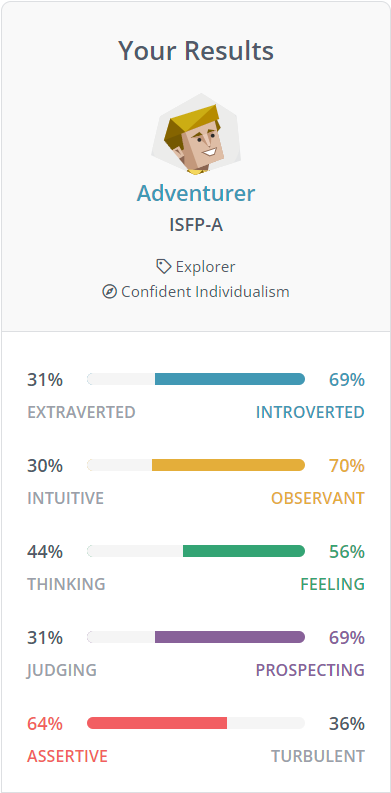 Your Results
Adventurer
ISFP-A
Explorer
Confident Individualism
31% 69%
EXTRAVERTED INTROVERTED
30% 70%
INTUITIVE OBSERVANT
44% 56%
THINKING FEELING
31% 69%
JUDGING PROSPECTING
64% 36%
ASSERTIVE TURBULENT